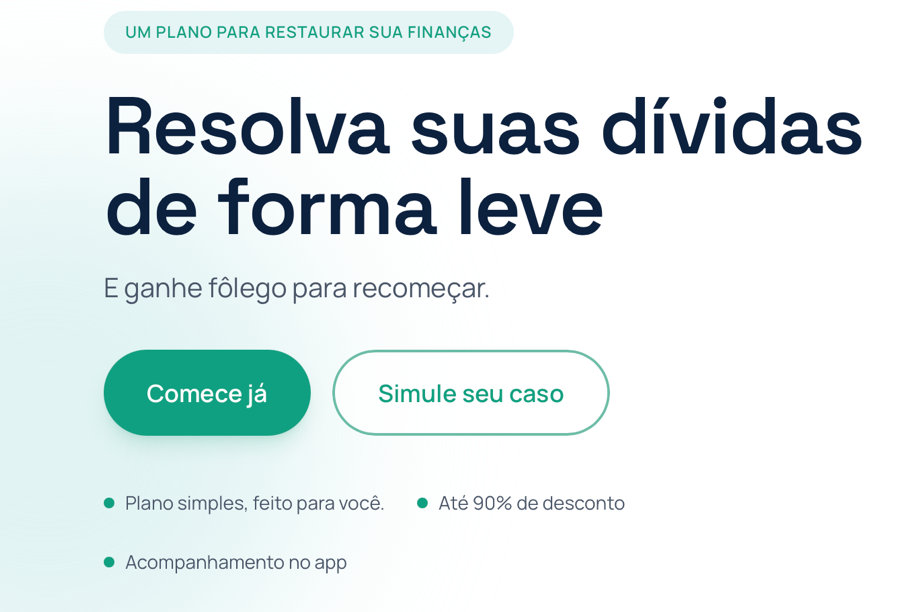 UM PLANO PARA RESTAURAR SUA FINANÇAS
Resolva suas dívidas
de forma leve
E ganhe fôlego para recomeçar.
Comece já
Simule seu caso
Plano simples, feito para você.
Até 90% de desconto
Acompanhamento no app